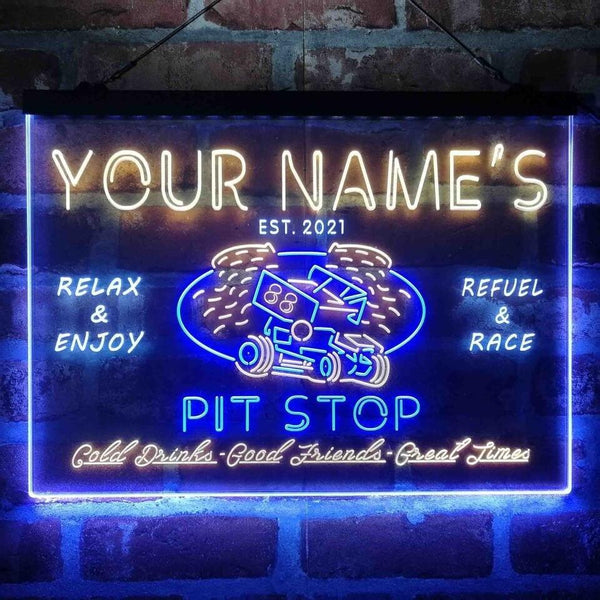 YOUR NAME'S
EST. 2021
RELAX
&
ENJOY
88
REFUEL
&
RACE
PIT STOP
Cold Drinks - Good Friends - Great Times